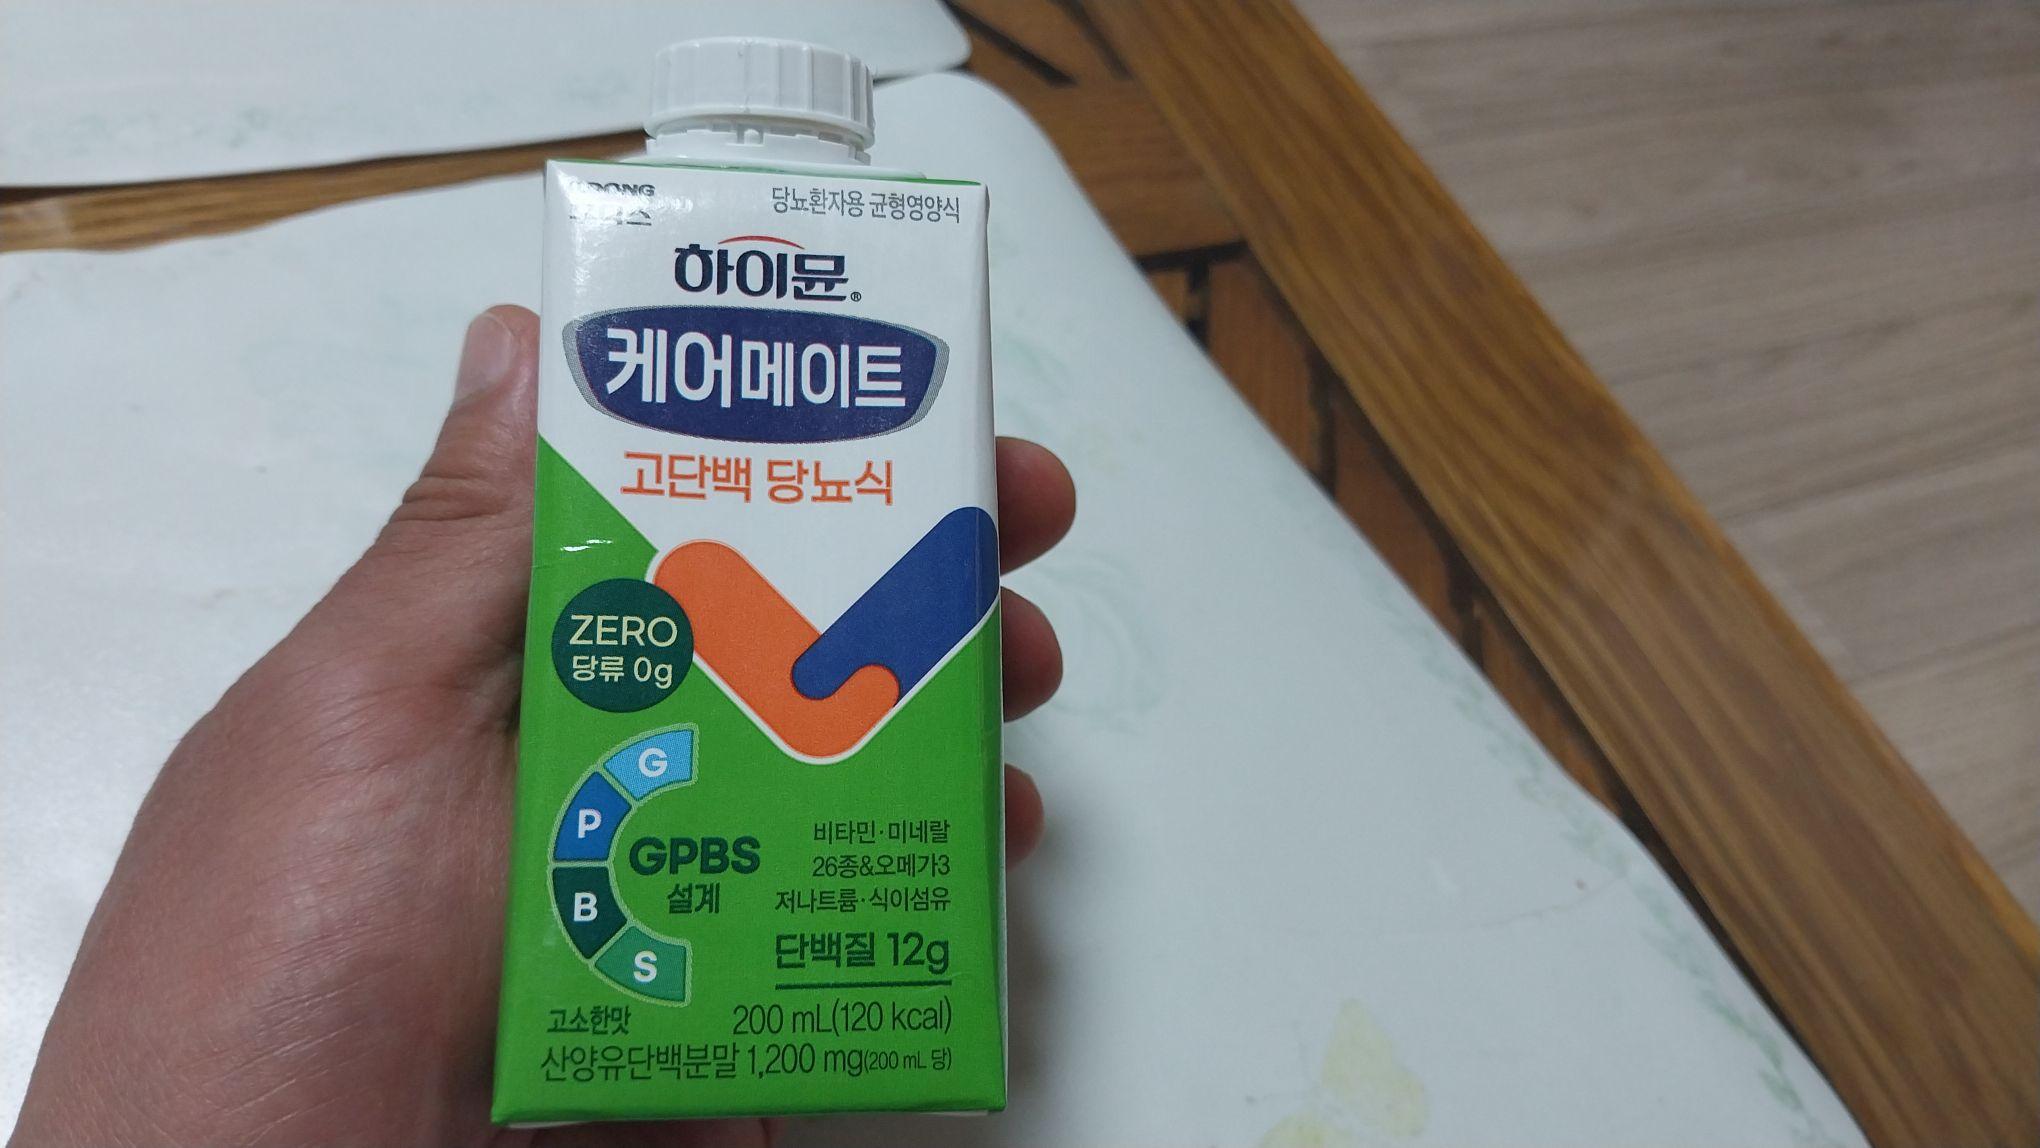 당뇨환자용 균형영양식
하이뮨®
케어메이트
고단백 당뇨식
ZERO
당류 0g
G
P
B
S
GPBS
설계
비타민·미네랄
26종&오메가3
저나트륨·식이섬유
단백질 12g
고소한맛
200 mL(120 kcal)
산양유단백분말 1,200 mg(200 mL 당)